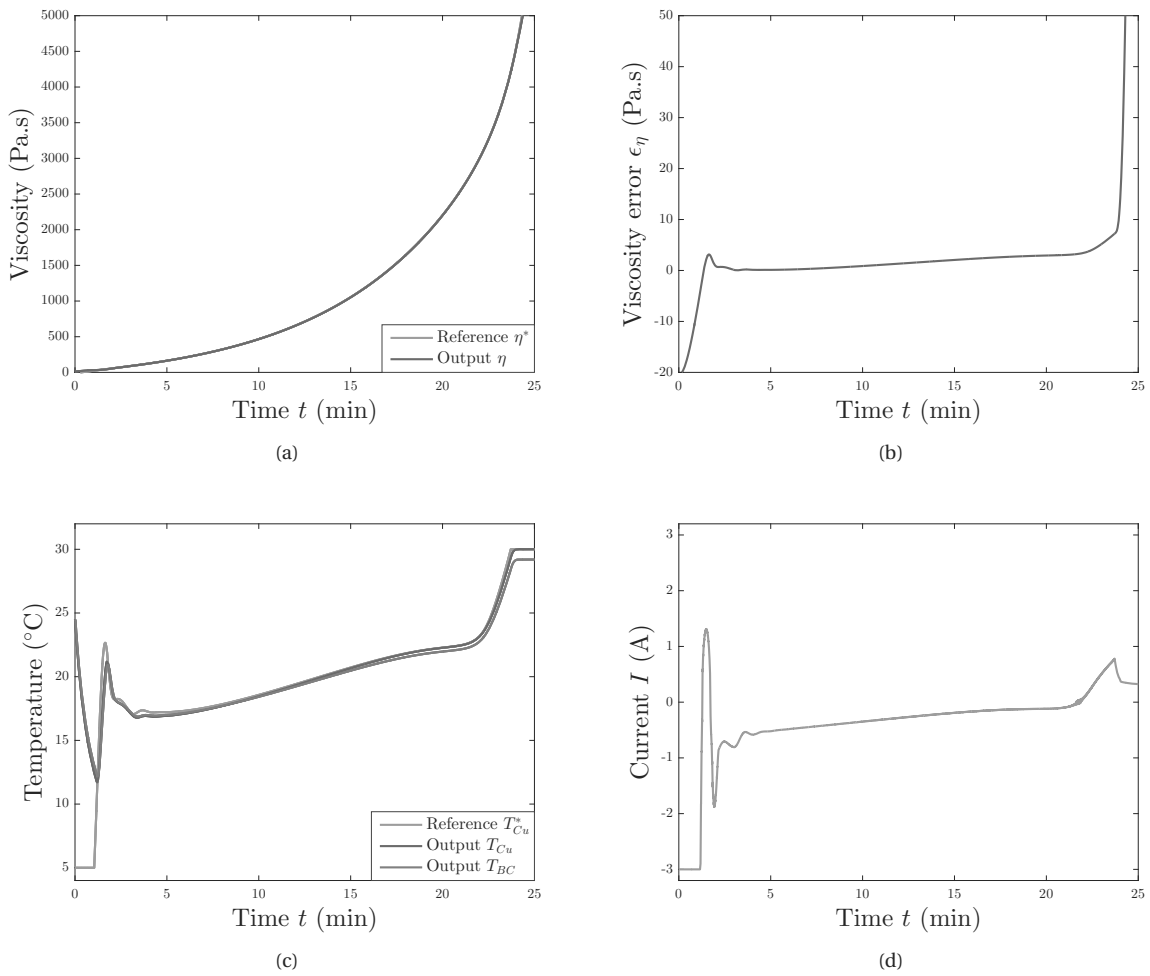 5000
4500
4000
3500
3000
2500
2000
1500
1000
500
0
Viscosity (Pa.s)
Reference η*
Output η
0 5 10 15 20 25
Time t (min)
(a)
50
40
30
20
10
0
-10
-20
Viscosity error ϵη (Pa.s)
0 5 10 15 20 25
Time t (min)
(b)
30
25
20
15
10
5
Temperature (°C)
Reference T*Cu
Output TCu
Output TBC
0 5 10 15 20 25
Time t (min)
(c)
3
2
1
0
-1
-2
-3
Current I (A)
0 5 10 15 20 25
Time t (min)
(d)